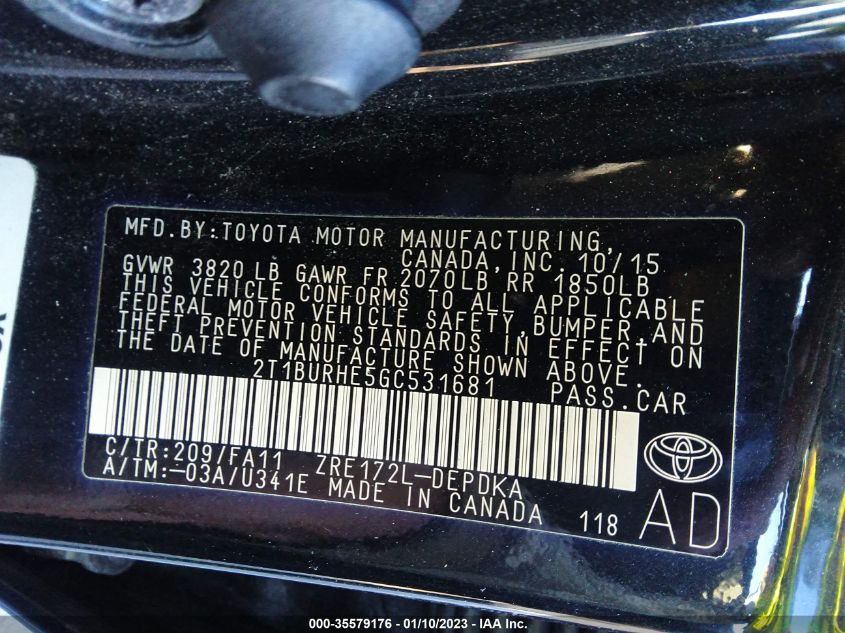 MFD.BY:TOYOTA MOTOR MANUFACTURING,
CANADA,INC. 10/15
GVWR 3820 LB GAWR FR 2070LB RR 1850LB
THIS VEHICLE CONFORMS TO ALL APPLICABLE
FEDERAL MOTOR VEHICLE SAFETY,BUMPER,AND
THEFT PREVENTION STANDARDS IN EFFECT ON
THE DATE OF MANUFACTURE SHOWN ABOVE.
2T1BURHE5GC531681 PASS.CAR
C/TR:209/FA11 ZRE172L-DEPDKA
A/TM:-03A/U341E MADE IN CANADA 118 AD
000-35579176 - 01/10/2023 - IAA Inc.